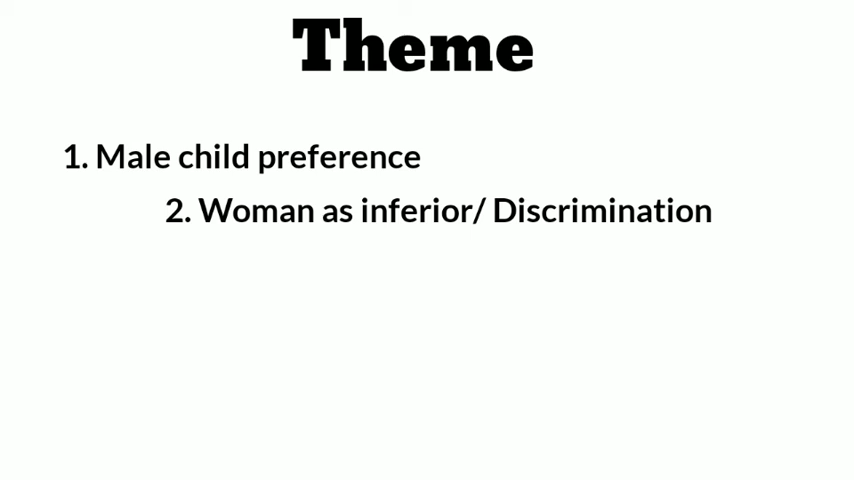 Theme
1. Male child preference
2. Woman as inferior/ Discrimination